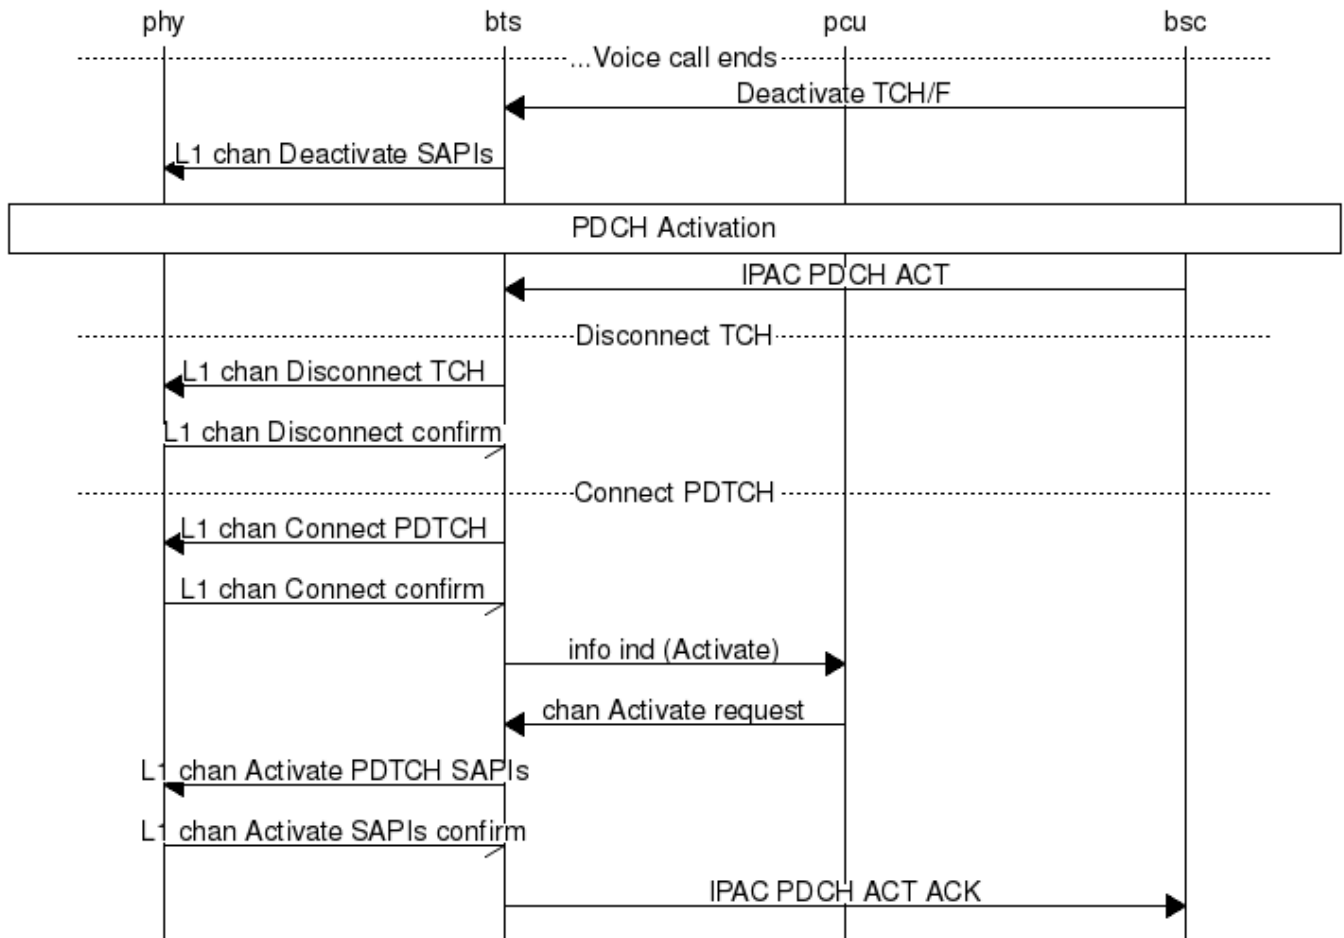 phy bts pcu bsc
...Voice call ends
Deactivate TCH/F
L1 chan Deactivate SAPIs
PDCH Activation
IPAC PDCH ACT
Disconnect TCH
L1 chan Disconnect TCH
L1 chan Disconnect confirm
Connect PDTCH
L1 chan Connect PDTCH
L1 chan Connect confirm
info ind (Activate)
chan Activate request
L1 chan Activate PDTCH SAPIs
L1 chan Activate SAPIs confirm
IPAC PDCH ACT ACK